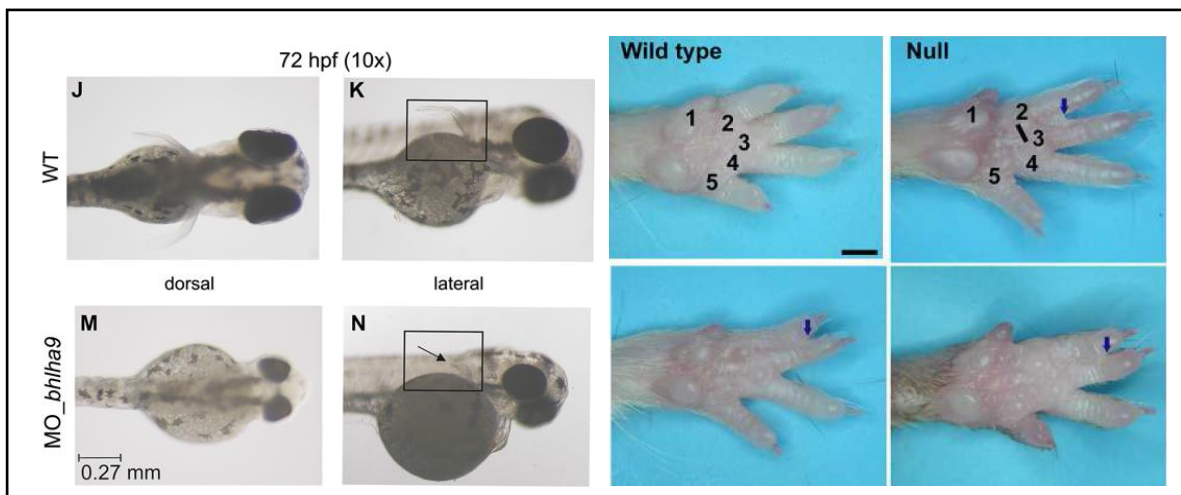 72 hpf (10x)
J
K
WT
dorsal
lateral
M
N
MO_bhlha9
0.27 mm
Wild type
Null
1
2
3
4
5
1
2
3
4
5